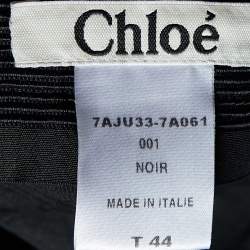 Chloé
7AJU33-7A061
001
NOIR
MADE IN ITALIE
T 44